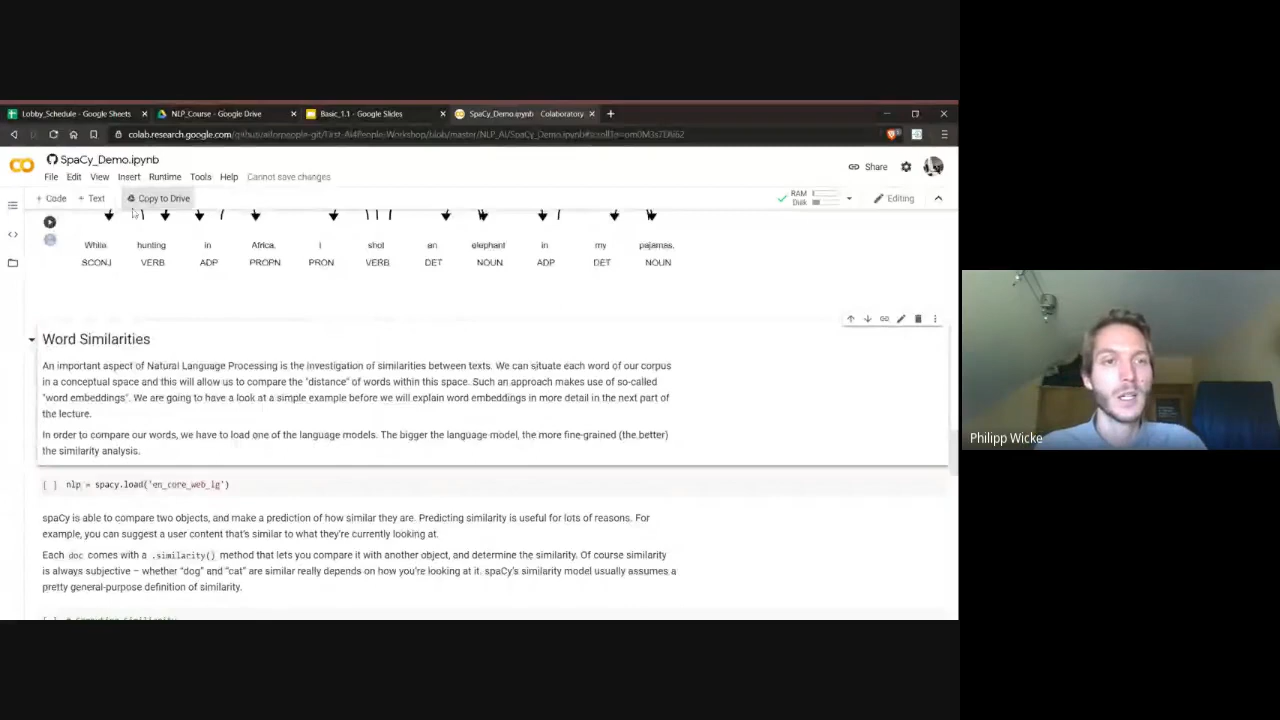 Lobby_Schedule - Google Sheets
NLP_Course - Google Drive
Basic_1.1 - Google Slides
SpaCy_Demo.ipynb - Colaboratory
SpaCy_Demo.ipynb
File Edit View Insert Runtime Tools Help Cannot save changes
Share
+ Code + Text Copy to Drive
RAM
Disk
Editing
While hunting in Africa, I shot an elephant in my pajamas.
SCONJ VERB ADP PROPN PRON VERB DET NOUN ADP DET NOUN
Word Similarities
An important aspect of Natural Language Processing is the investigation of similarities between texts. We can situate each word of our corpus
in a conceptual space and this will allow us to compare the "distance" of words within this space. Such an approach makes use of so-called
"word embeddings". We are going to have a look at a simple example before we will explain word embeddings in more detail in the next part of
the lecture.
In order to compare our words, we have to load one of the language models. The bigger the language model, the more fine-grained (the better)
the similarity analysis.
[ ] nlp = spacy.load('en_core_web_lg')
spaCy is able to compare two objects, and make a prediction of how similar they are. Predicting similarity is useful for lots of reasons. For
example, you can suggest a user content that's similar to what they're currently looking at.
Each doc comes with a .similarity() method that lets you compare it with another object, and determine the similarity. Of course similarity
is always subjective – whether "dog" and "cat" are similar really depends on how you're looking at it. spaCy's similarity model usually assumes a
pretty general-purpose definition of similarity.
Philipp Wicke